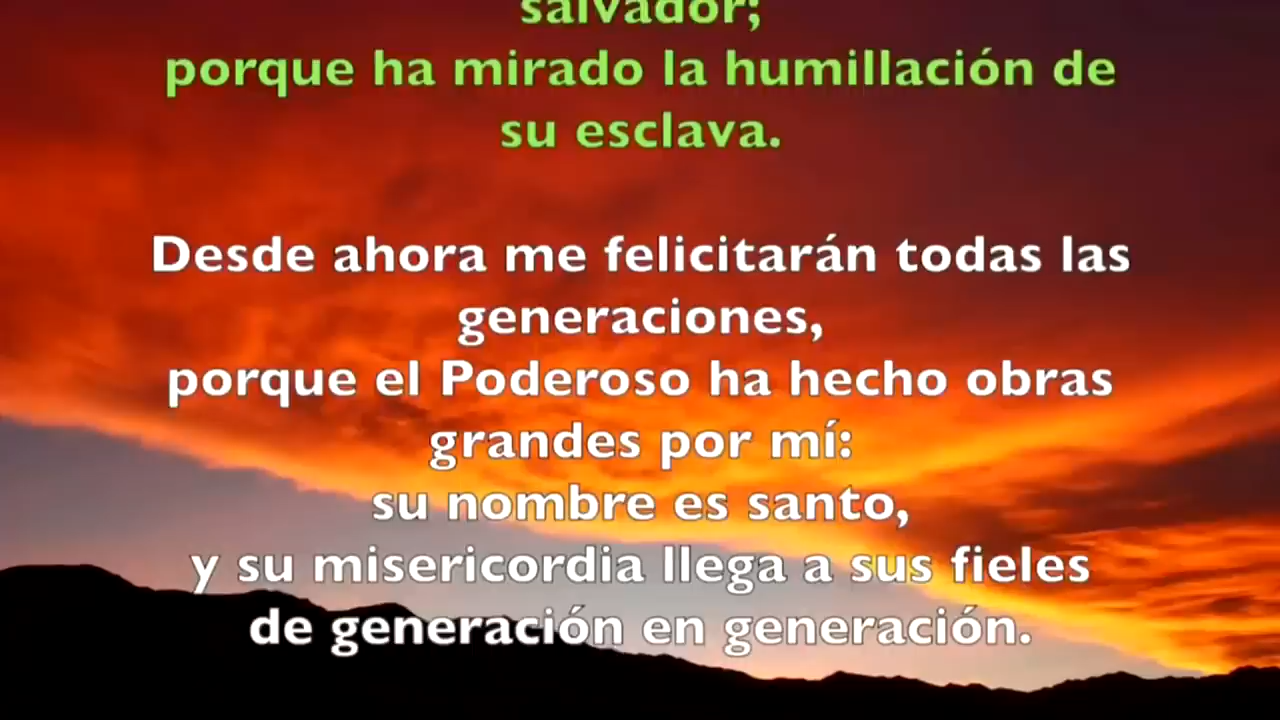 salvador;
porque ha mirado la humillación de
su esclava.
Desde ahora me felicitarán todas las
generaciones,
porque el Poderoso ha hecho obras
grandes por mí:
su nombre es santo,
y su misericordia llega a sus fieles
de generación en generación.